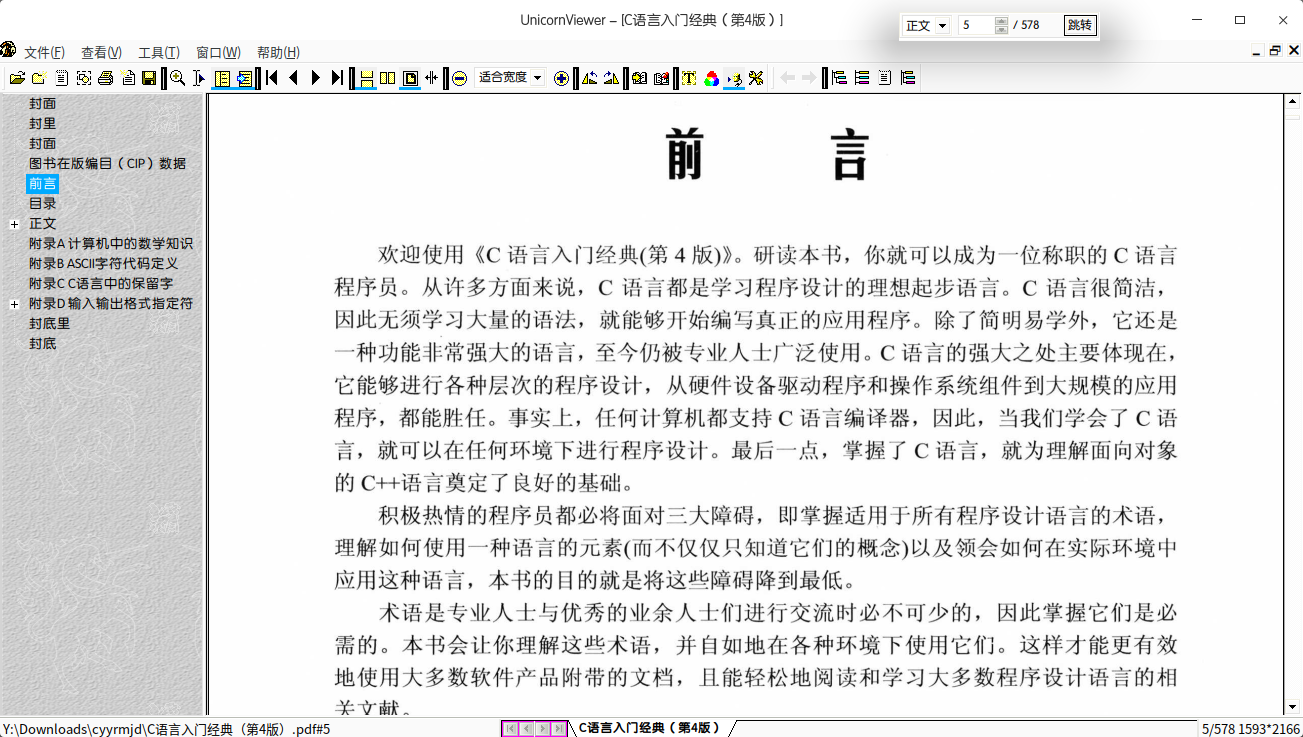 UnicornViewer – [C语言入门经典（第4版）]
正文 5 / 578 跳转
文件(F) 查看(V) 工具(T) 窗口(W) 帮助(H)
适合宽度
封面
封里
封面
图书在版编目（CIP）数据
前言
目录
正文
附录A 计算机中的数学知识
附录B ASCII字符代码定义
附录C C语言中的保留字
附录D 输入输出格式指定符
封底里
封底
前 言
欢迎使用《C 语言入门经典(第 4 版)》。研读本书，你就可以成为一位称职的 C 语言
程序员。从许多方面来说，C 语言都是学习程序设计的理想起步语言。C 语言很简洁，
因此无须学习大量的语法，就能够开始编写真正的应用程序。除了简明易学外，它还是
一种功能非常强大的语言，至今仍被专业人士广泛使用。C 语言的强大之处主要体现在，
它能够进行各种层次的程序设计，从硬件设备驱动程序和操作系统组件到大规模的应用
程序，都能胜任。事实上，任何计算机都支持 C 语言编译器，因此，当我们学会了 C 语
言，就可以在任何环境下进行程序设计。最后一点，掌握了 C 语言，就为理解面向对象
的 C++语言奠定了良好的基础。
积极热情的程序员都必将面对三大障碍，即掌握适用于所有程序设计语言的术语，
理解如何使用一种语言的元素(而不仅仅只知道它们的概念)以及领会如何在实际环境中
应用这种语言，本书的目的就是将这些障碍降到最低。
术语是专业人士与优秀的业余人士们进行交流时必不可少的，因此掌握它们是必
需的。本书会让你理解这些术语，并自如地在各种环境下使用它们。这样才能更有效
地使用大多数软件产品附带的文档，且能轻松地阅读和学习大多数程序设计语言的相
关文献。
Y:\Downloads\cyyrmjd\C语言入门经典（第4版）.pdf#5
C语言入门经典（第4版）
5/578 1593*2166